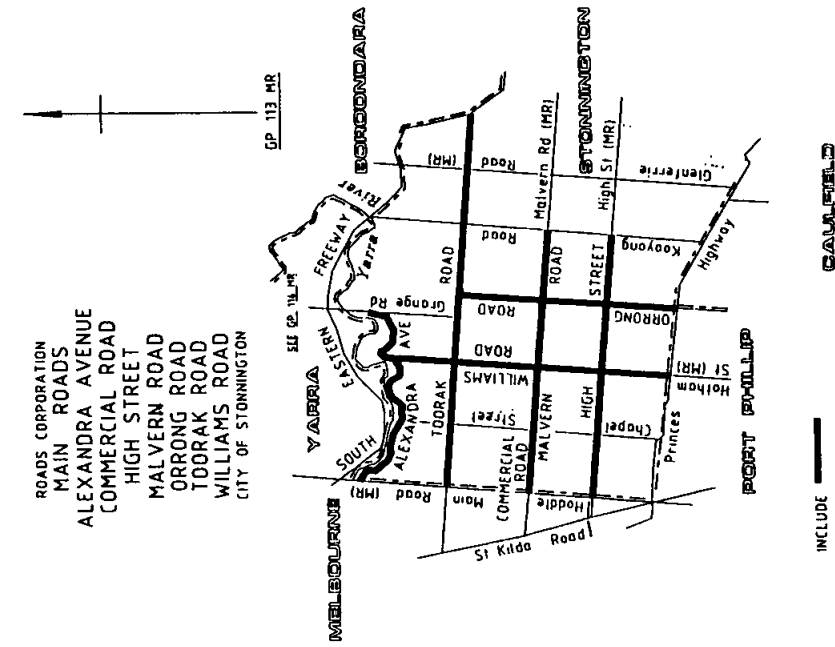 ROADS CORPORATION
MAIN ROADS
ALEXANDRA AVENUE
COMMERCIAL ROAD
HIGH STREET
MALVERN ROAD
ORRONG ROAD
TOORAK ROAD
WILLIAMS ROAD
CITY OF STONNINGTON
GP 113 MR
MELBOURNE
YARRA
BOROONDARA
SEE GP 114 MR
SOUTH
EASTERN
FREEWAY
Yarra
River
ALEXANDRA
AVE
Grange Rd
TOORAK
ROAD
Hoddle
Main
Road
(MR)
COMMERCIAL
ROAD
Chapel
Street
WILLIAMS
ROAD
ORRONG
ROAD
Kooyong
Road
Glenferrie
Road
(MR)
MALVERN
ROAD
Malvern Rd (MR)
HIGH
STREET
High St (MR)
STONNINGTON
St Kilda Road
Princes
Highway
Hotham
St (MR)
PORT PHILLIP
CAULFIELD
INCLUDE